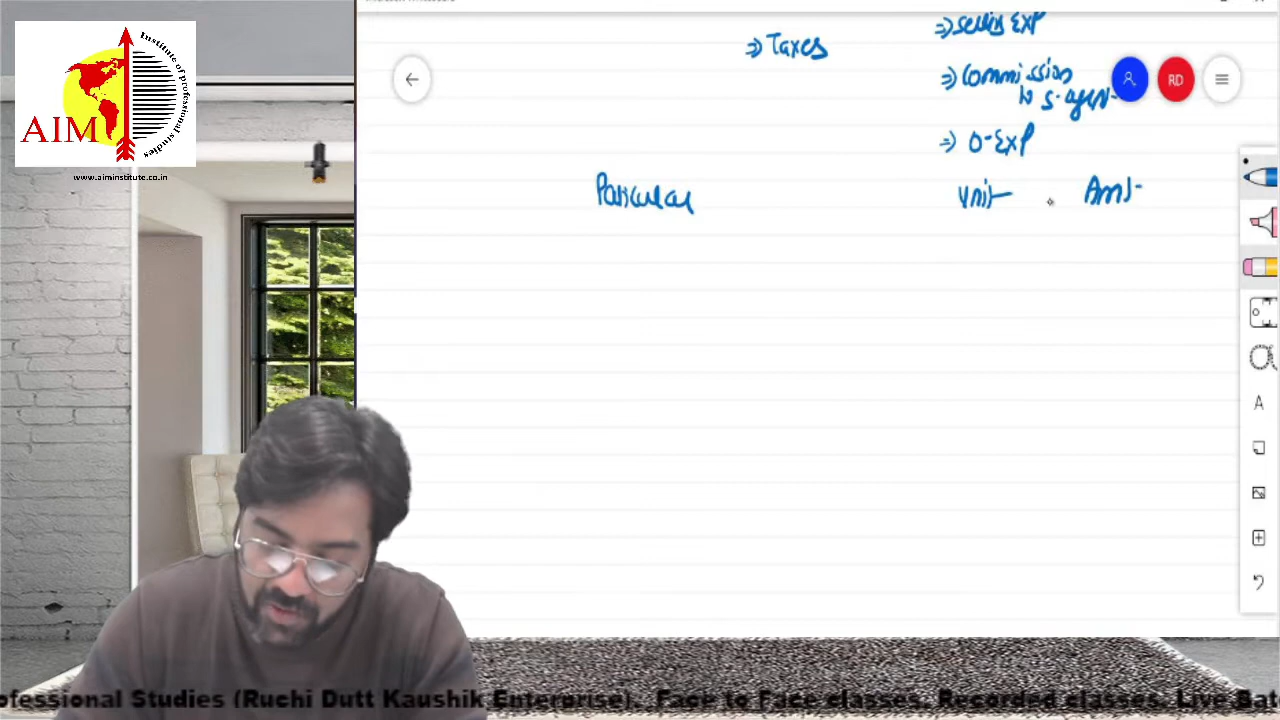 Institute of professional studies
AIM
www.aiminstitute.co.in
⇒ Selling Exp
⇒ Taxes
⇒ Commission
to S-agent
⇒ O-Exp
RD
Paticular Unit Amt
A
ofessional Studies (Ruchi Dutt Kaushik Enterprise). Face to Face classes, Recorded classes, Live Bat